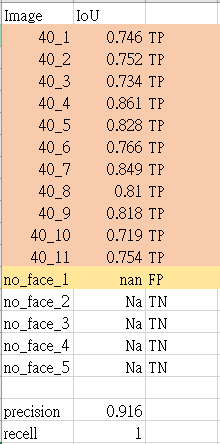 Image IoU
40_1 0.746 TP
40_2 0.752 TP
40_3 0.734 TP
40_4 0.861 TP
40_5 0.828 TP
40_6 0.766 TP
40_7 0.849 TP
40_8 0.81 TP
40_9 0.818 TP
40_10 0.719 TP
40_11 0.754 TP
no_face_1 nan FP
no_face_2 Na TN
no_face_3 Na TN
no_face_4 Na TN
no_face_5 Na TN
precision 0.916
recell 1